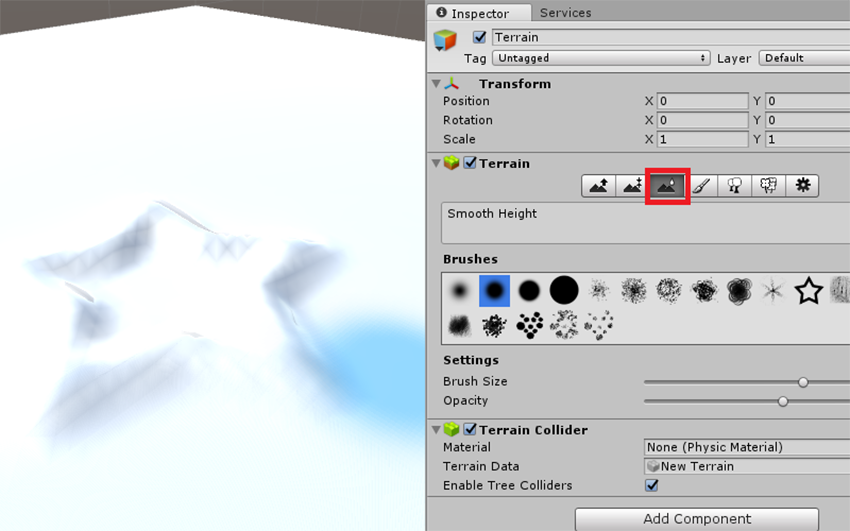 Inspector Services
Terrain
Tag Untagged Layer Default
Transform
Position X 0 Y 0
Rotation X 0 Y 0
Scale X 1 Y 1
Terrain
Smooth Height
Brushes
Settings
Brush Size
Opacity
Terrain Collider
Material None (Physic Material)
Terrain Data New Terrain
Enable Tree Colliders
Add Component